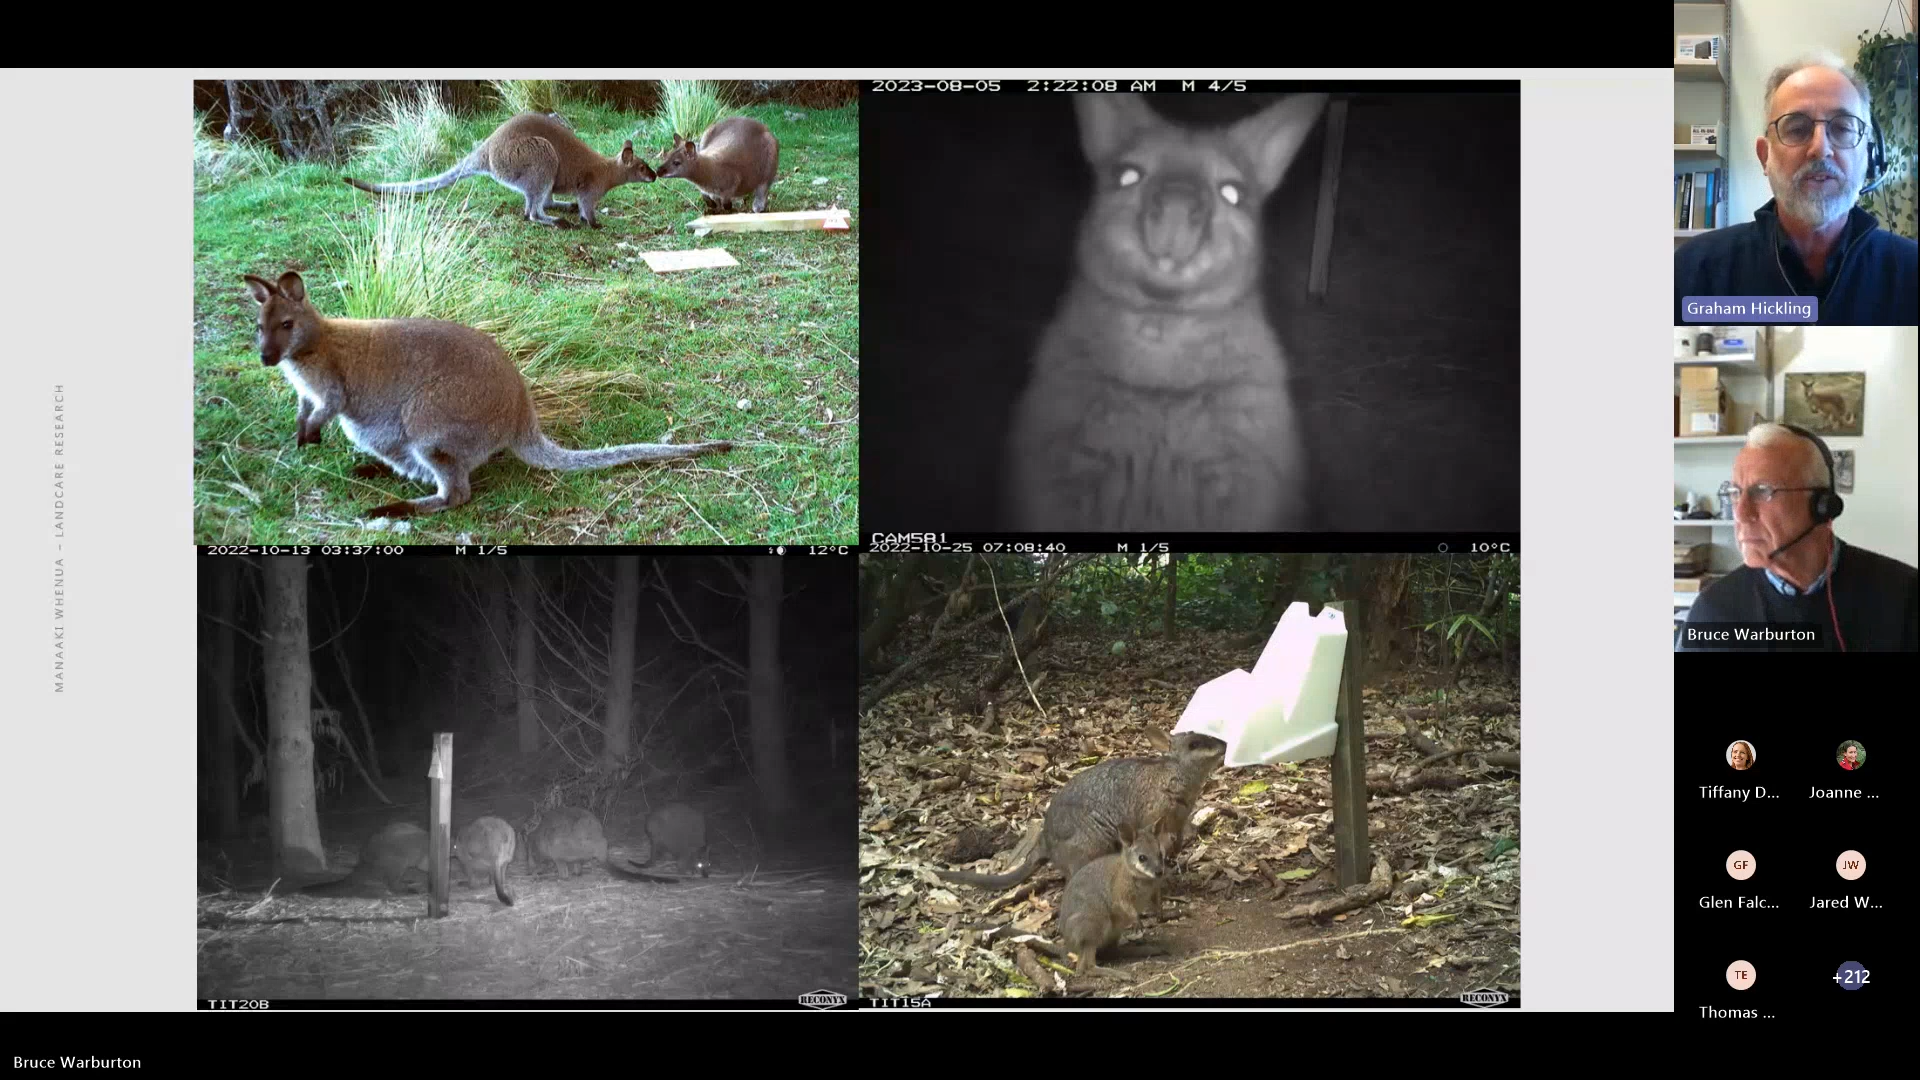 MANAAKI WHENUA – LANDCARE RESEARCH
2023-08-05 2:22:08 AM M 4/5
CAM581
2022-10-13 03:37:00 M 1/5 12°C
TIT20B
RECONYX
2022-10-25 07:08:40 M 1/5 10°C
TIT15A
RECONYX
Graham Hickling
Bruce Warburton
Tiffany D...
Joanne ...
GF
Glen Falc...
JW
Jared W...
TE
Thomas ...
+212
Bruce Warburton